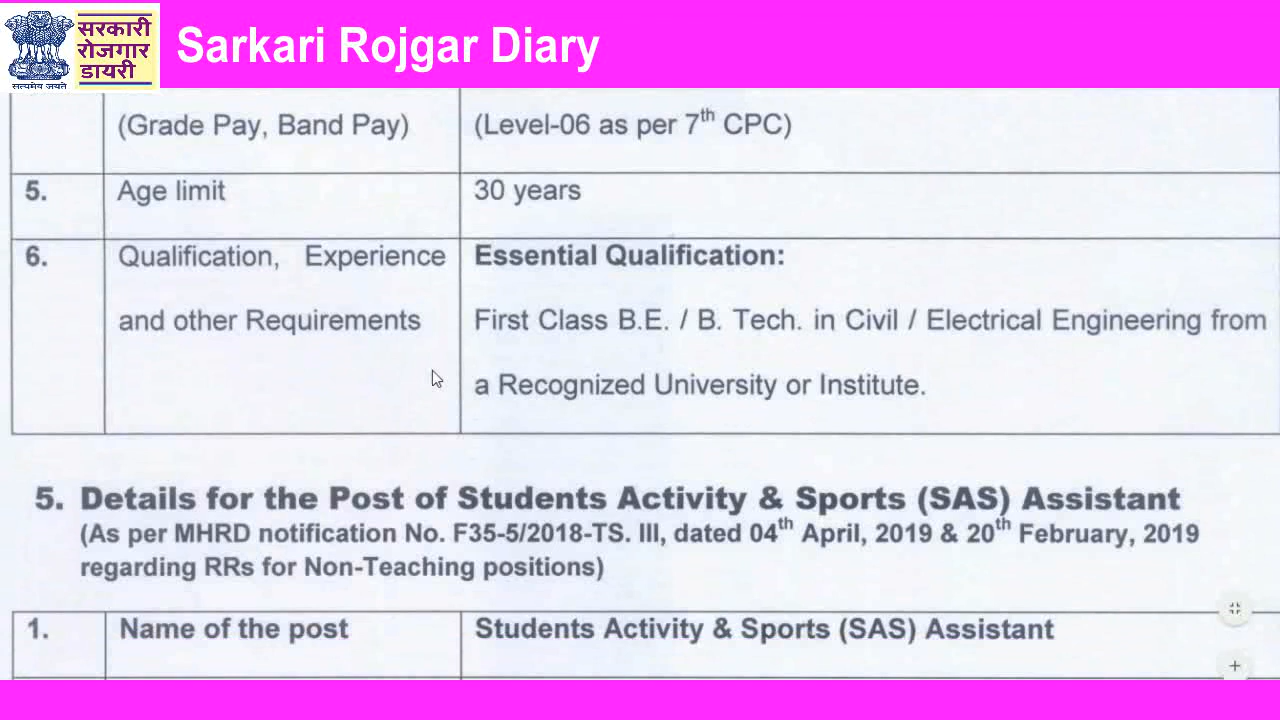 सरकारी
रोजगार
डायरी
सत्यमेव जयते
Sarkari Rojgar Diary
(Grade Pay, Band Pay) (Level-06 as per 7th CPC)
5. Age limit 30 years
6. Qualification, Experience Essential Qualification:
and other Requirements First Class B.E. / B. Tech. in Civil / Electrical Engineering from
a Recognized University or Institute.
5. Details for the Post of Students Activity & Sports (SAS) Assistant
(As per MHRD notification No. F35-5/2018-TS. III, dated 04th April, 2019 & 20th February, 2019
regarding RRs for Non-Teaching positions)
1. Name of the post Students Activity & Sports (SAS) Assistant